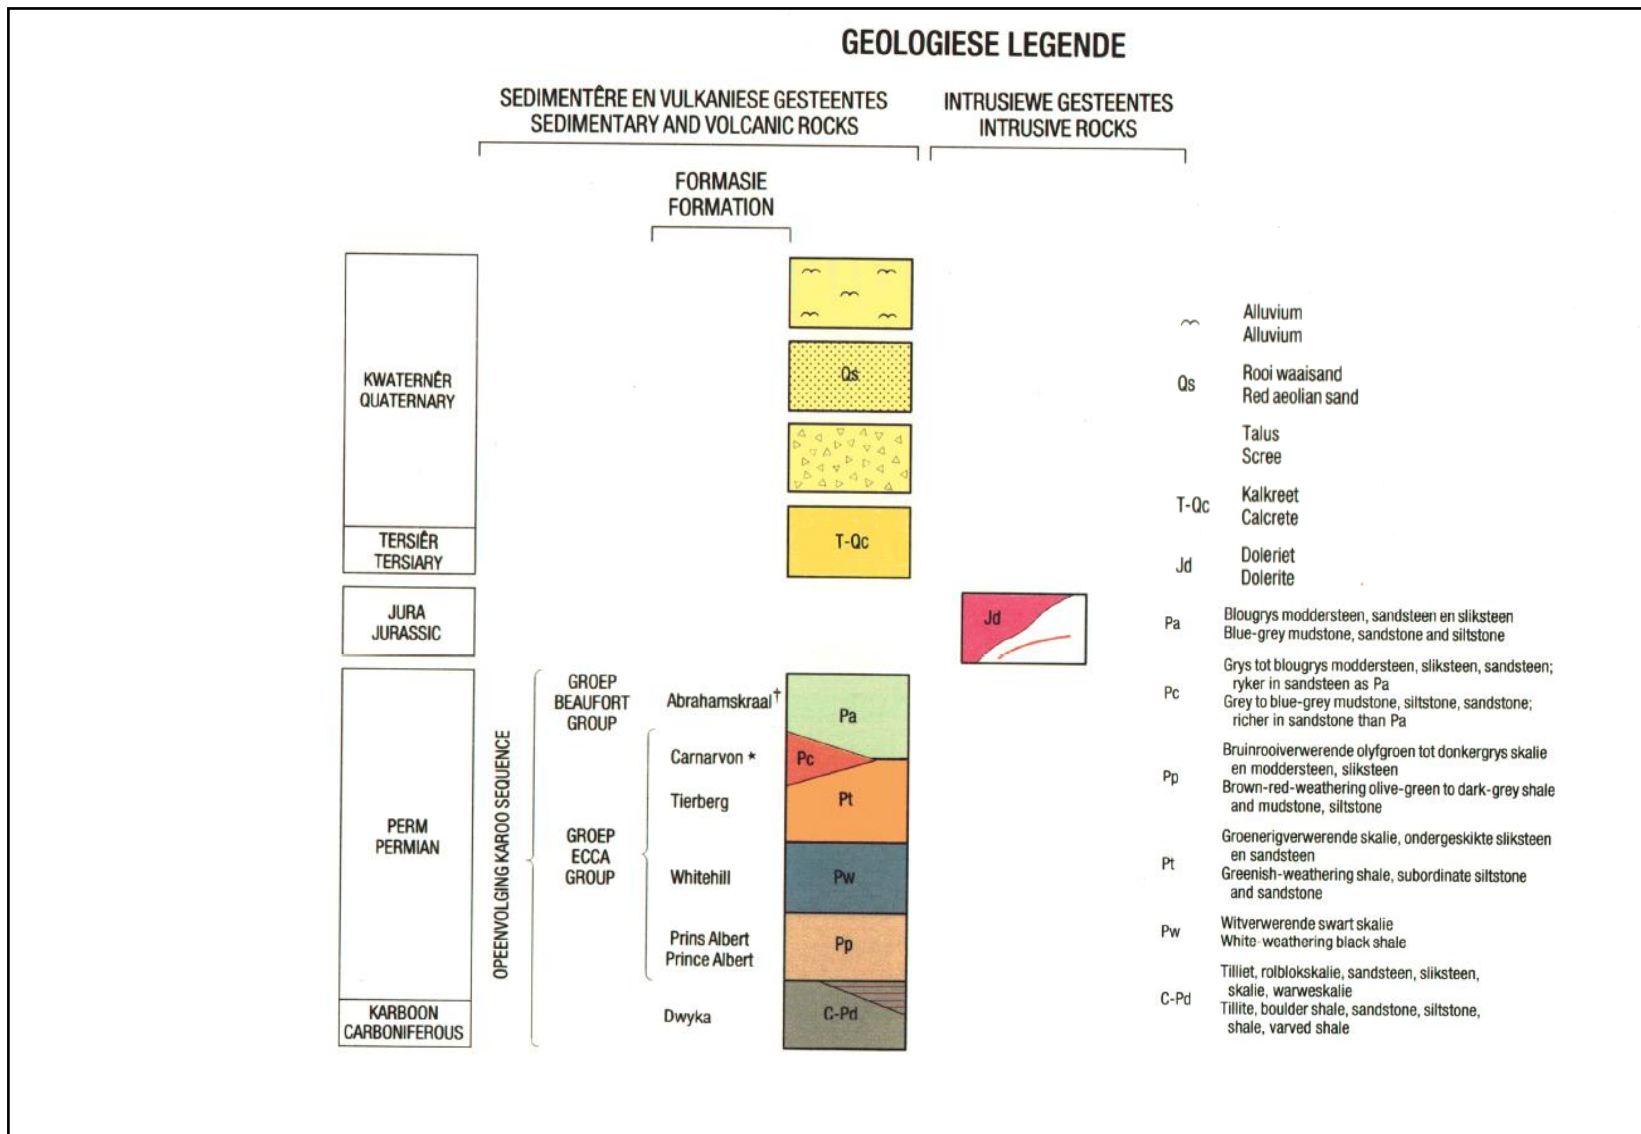 GEOLOGIESE LEGENDE
SEDIMENTÊRE EN VULKANIESE GESTEENTES
SEDIMENTARY AND VOLCANIC ROCKS
INTRUSIEWE GESTEENTES
INTRUSIVE ROCKS
FORMASIE
FORMATION
KWATERNÊR
QUATERNARY
TERSIÊR
TERSIARY
JURA
JURASSIC
PERM
PERMIAN
KARBOON
CARBONIFEROUS
OPEENVOLGING KAROO SEQUENCE
GROEP
BEAUFORT
GROUP
GROEP
ECCA
GROUP
Abrahamskraal†
Carnarvon *
Tierberg
Whitehill
Prins Albert
Prince Albert
Dwyka
Qs
T-Qc
Jd
Pa
Pc
Pt
Pw
Pp
C-Pd
Alluvium
Alluvium
Qs
Rooi waaisand
Red aeolian sand
Talus
Scree
T-Qc
Kalkreet
Calcrete
Jd
Doleriet
Dolerite
Pa
Blougrys moddersteen, sandsteen en sliksteen
Blue-grey mudstone, sandstone and siltstone
Pc
Grys tot blougrys moddersteen, sliksteen, sandsteen;
ryker in sandsteen as Pa
Grey to blue-grey mudstone, siltstone, sandstone;
richer in sandstone than Pa
Pp
Bruinrooiverwerende olyfgroen tot donkergrys skalie
en moddersteen, sliksteen
Brown-red-weathering olive-green to dark-grey shale
and mudstone, siltstone
Pt
Groenerigverwerende skalie, ondergeskikte sliksteen
en sandsteen
Greenish-weathering shale, subordinate siltstone
and sandstone
Pw
Witverwerende swart skalie
White-weathering black shale
C-Pd
Tilliet, rolblokskalie, sandsteen, sliksteen,
skalie, warweskalie
Tillite, boulder shale, sandstone, siltstone,
shale, varved shale